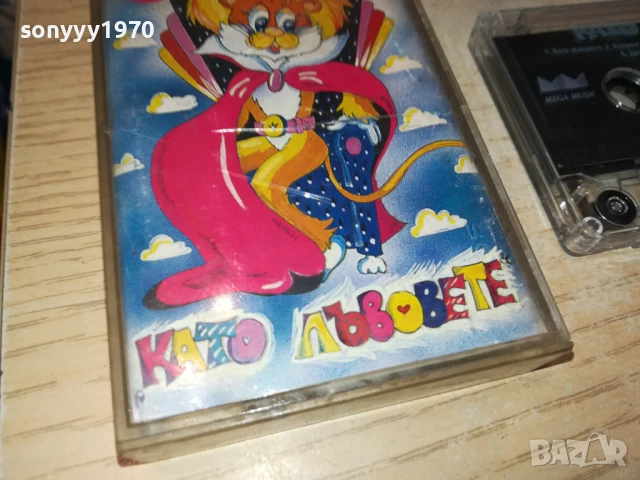 sonyyy1970
MEGA MUSIC
КАТО ЛЪВОВЕТЕ
BAZAR
bg